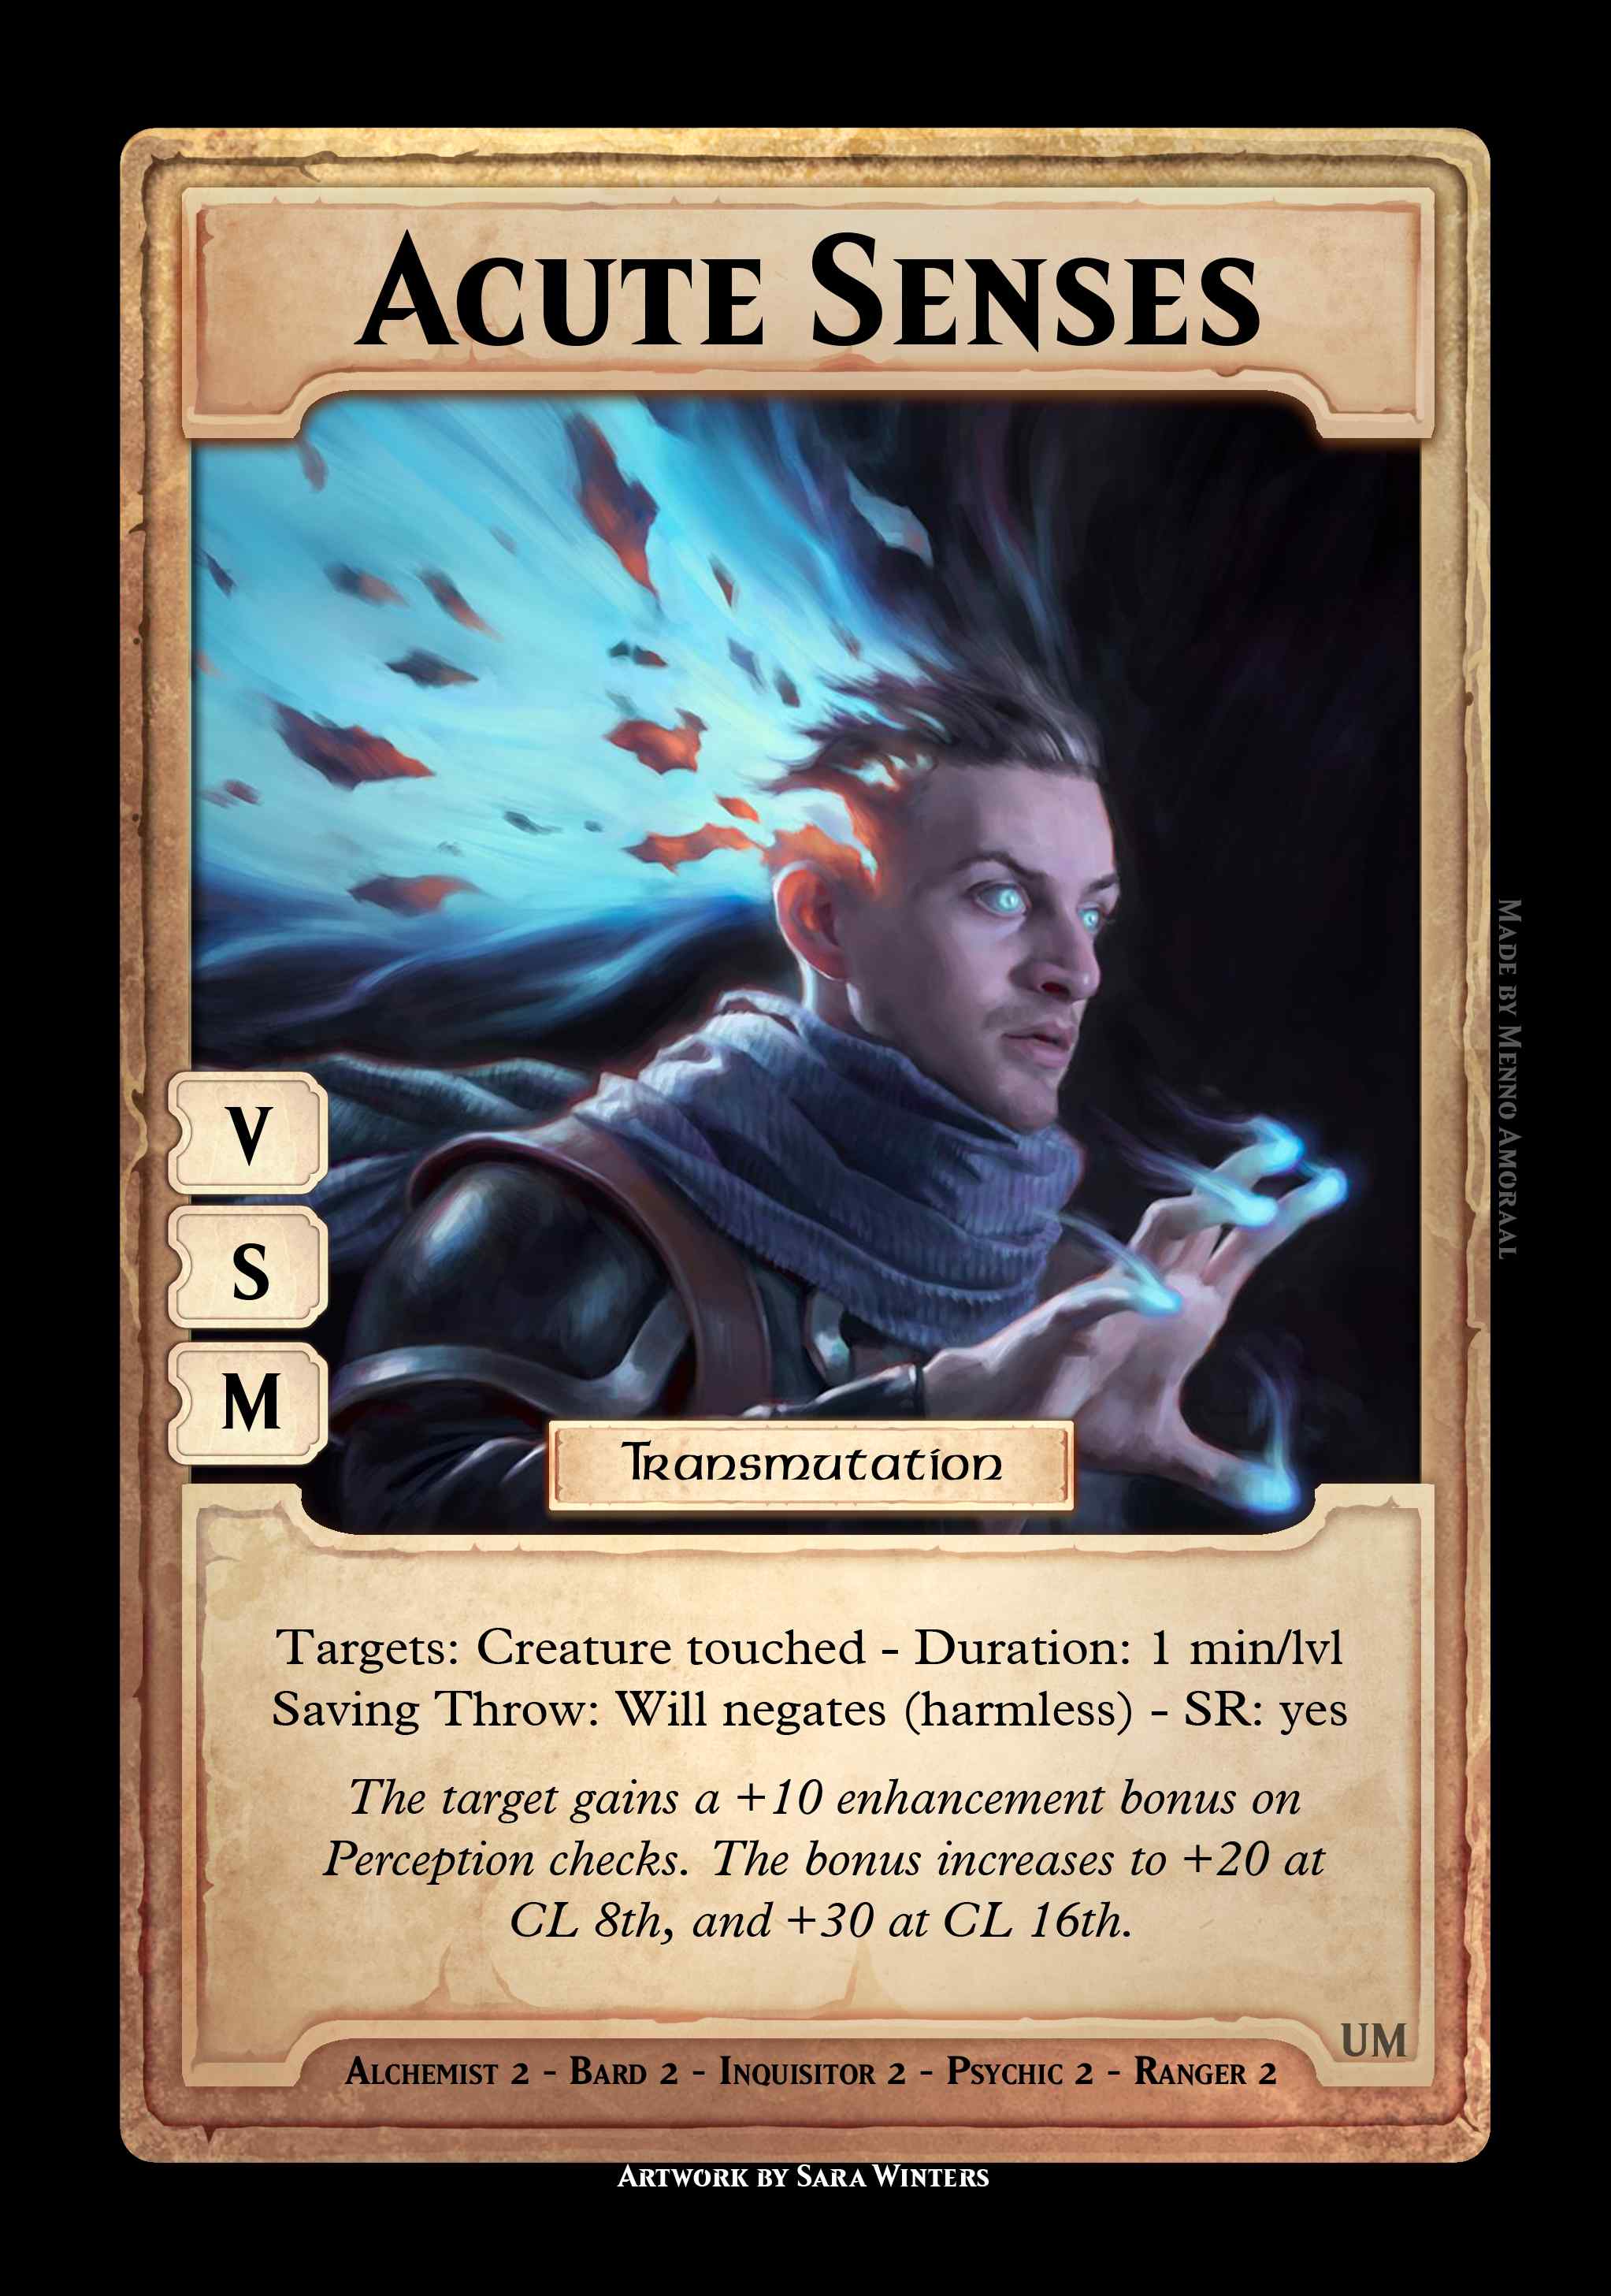 Acute Senses
V
S
M
Transmutation
Targets: Creature touched - Duration: 1 min/lvl
Saving Throw: Will negates (harmless) - SR: yes
The target gains a +10 enhancement bonus on
Perception checks. The bonus increases to +20 at
CL 8th, and +30 at CL 16th.
UM
Alchemist 2 - Bard 2 - Inquisitor 2 - Psychic 2 - Ranger 2
Artwork by Sara Winters
Made by Menno Amoraal